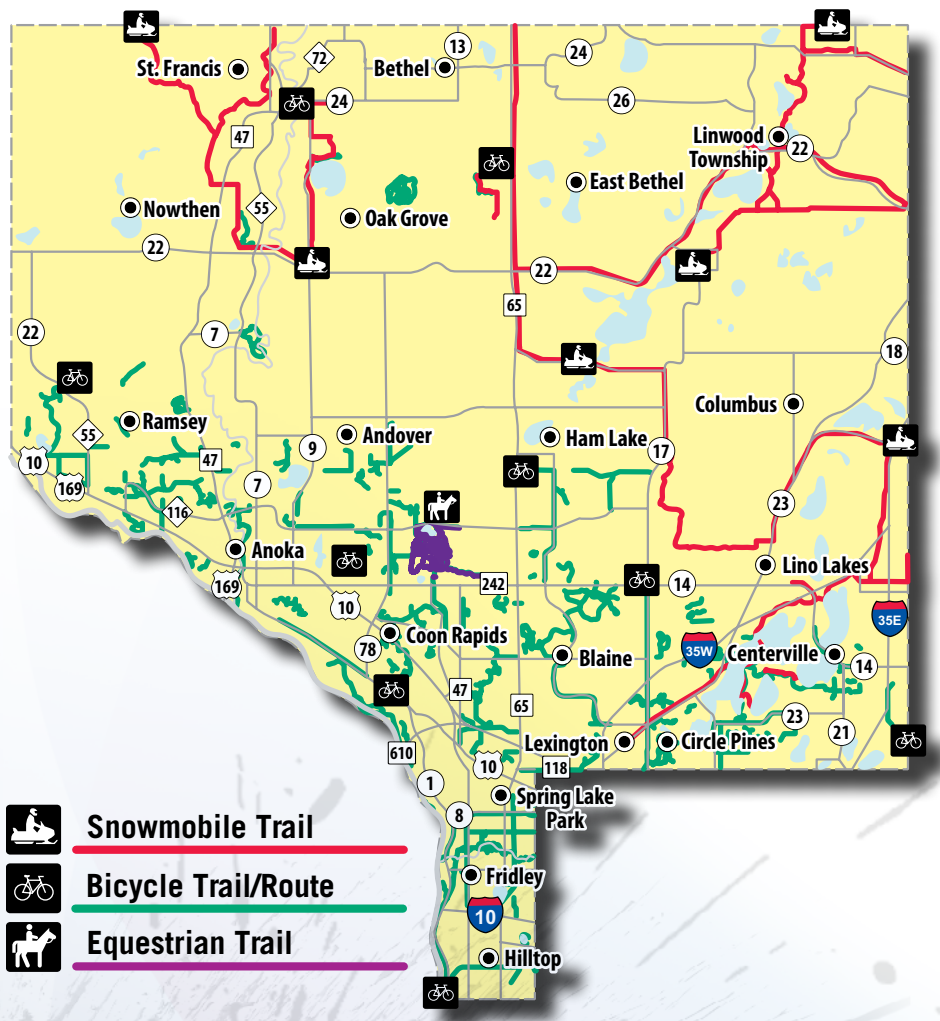 72
13
24
St. Francis
Bethel
24
26
47
Linwood
Township
22
East Bethel
Nowthen
55
Oak Grove
22
22
65
22
7
18
Columbus
Ramsey
55
Andover
Ham Lake
9
17
10
47
169
7
23
116
Anoka
Lino Lakes
169
242
14
10
35E
Coon Rapids
78
Blaine
35W
Centerville
14
47
65
23
21
610
Lexington
Circle Pines
10
118
1
Spring Lake
Park
8
Snowmobile Trail
Bicycle Trail/Route
Fridley
10
Equestrian Trail
Hilltop